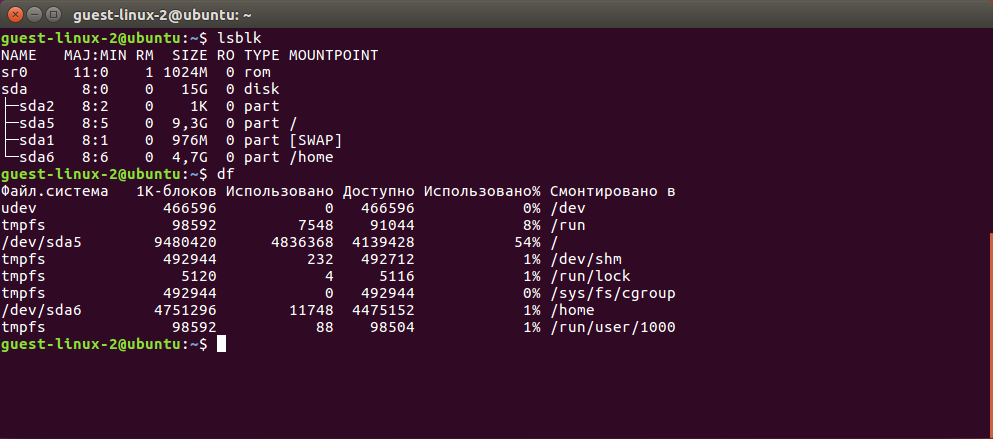 guest-linux-2@ubuntu: ~
guest-linux-2@ubuntu:~$ lsblk
NAME   MAJ:MIN RM  SIZE RO TYPE MOUNTPOINT
sr0     11:0    1 1024M  0 rom
sda      8:0    0   15G  0 disk
├─sda2   8:2    0    1K  0 part
├─sda5   8:5    0  9,3G  0 part /
├─sda1   8:1    0  976M  0 part [SWAP]
└─sda6   8:6    0  4,7G  0 part /home
guest-linux-2@ubuntu:~$ df
Файл.система   1K-блоков Использовано Доступно Использовано% Смонтировано в
udev              466596            0   466596            0% /dev
tmpfs              98592         7548    91044            8% /run
/dev/sda5        9480420      4836368  4139428           54% /
tmpfs             492944          232   492712            1% /dev/shm
tmpfs               5120            4     5116            1% /run/lock
tmpfs             492944            0   492944            0% /sys/fs/cgroup
/dev/sda6        4751296        11748  4475152            1% /home
tmpfs              98592           88    98504            1% /run/user/1000
guest-linux-2@ubuntu:~$